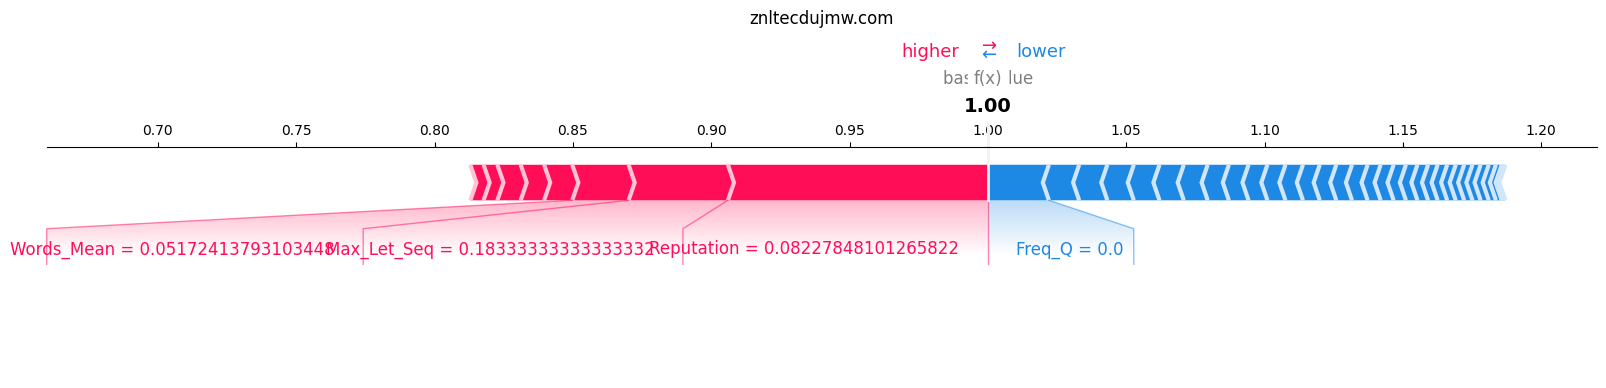 znltecdujmw.com
higher ⇄ lower
bas f(x) lue
1.00
0.70 0.75 0.80 0.85 0.90 0.95 1.00 1.05 1.10 1.15 1.20
Words_Mean = 0.05172413793103448 Max_Let_Seq = 0.18333333333333332 Reputation = 0.08227848101265822 Freq_Q = 0.0